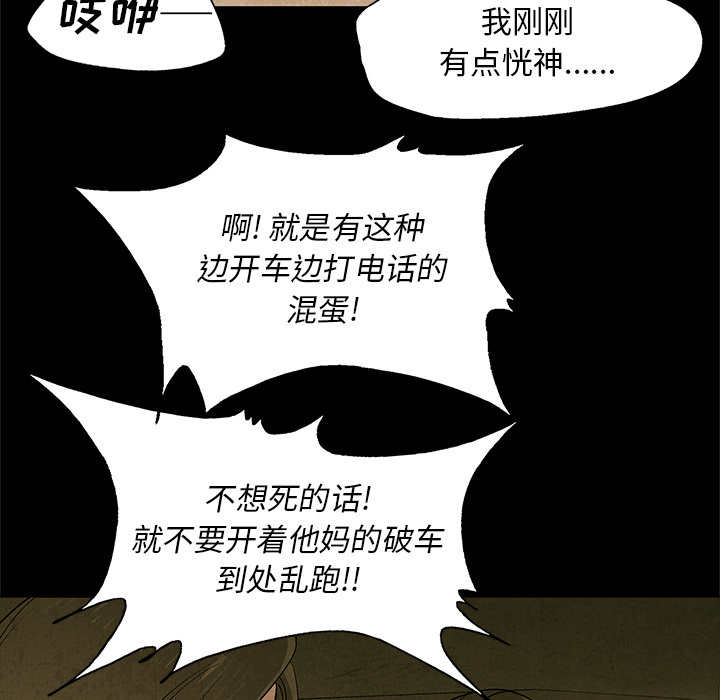 吱咿——
我刚刚
有点恍神……
啊! 就是有这种
边开车边打电话的
混蛋!
不想死的话!
就不要开着他妈的破车
到处乱跑!!